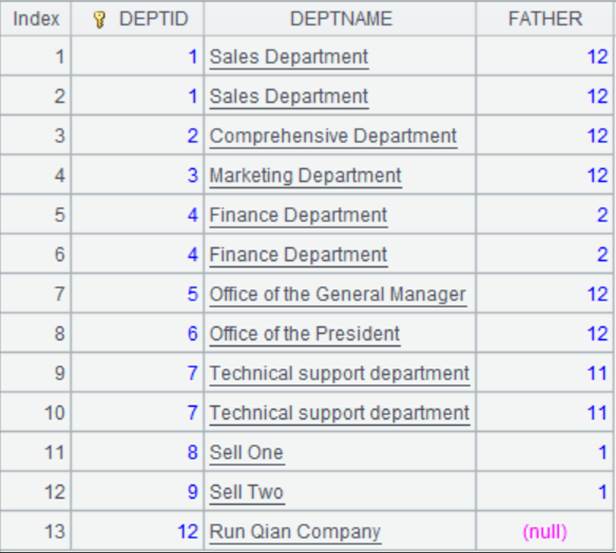 Index DEPTID DEPTNAME FATHER
1 1 Sales Department 12
2 1 Sales Department 12
3 2 Comprehensive Department 12
4 3 Marketing Department 12
5 4 Finance Department 2
6 4 Finance Department 2
7 5 Office of the General Manager 12
8 6 Office of the President 12
9 7 Technical support department 11
10 7 Technical support department 11
11 8 Sell One 1
12 9 Sell Two 1
13 12 Run Qian Company (null)